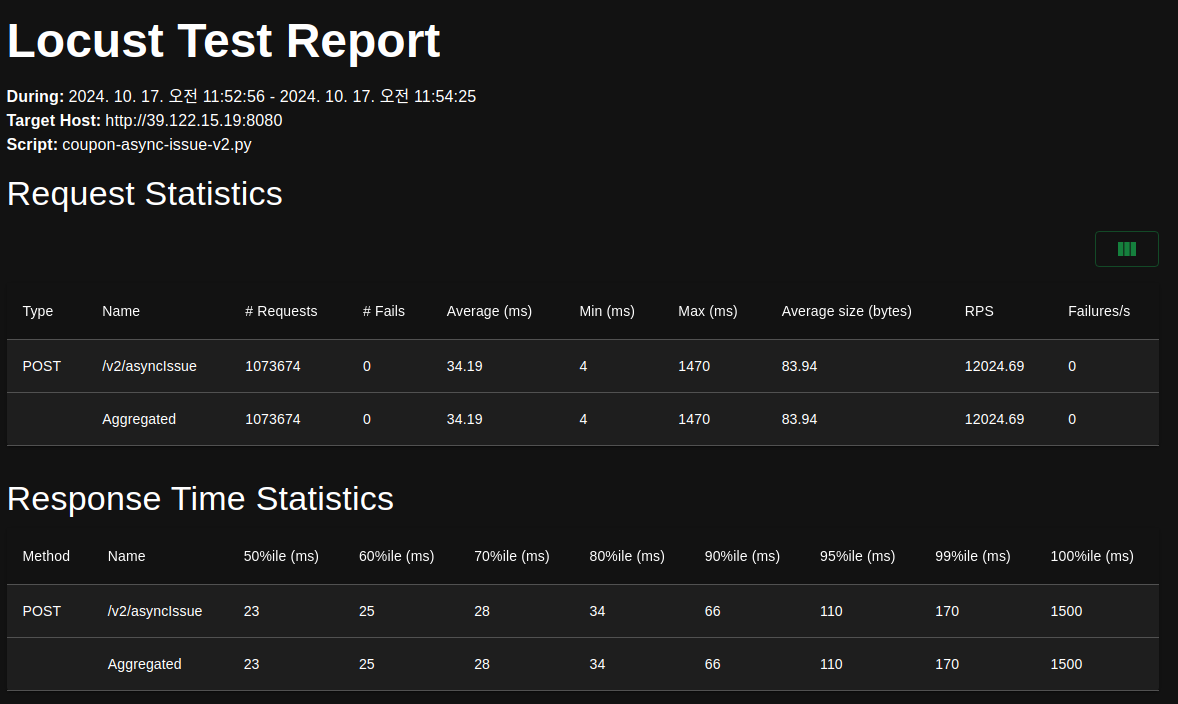 Locust Test Report
During: 2024. 10. 17. 오전 11:52:56 - 2024. 10. 17. 오전 11:54:25
Target Host: http://39.122.15.19:8080
Script: coupon-async-issue-v2.py
Request Statistics
Type Name # Requests # Fails Average (ms) Min (ms) Max (ms) Average size (bytes) RPS Failures/s
POST /v2/asyncIssue 1073674 0 34.19 4 1470 83.94 12024.69 0
Aggregated 1073674 0 34.19 4 1470 83.94 12024.69 0
Response Time Statistics
Method Name 50%ile (ms) 60%ile (ms) 70%ile (ms) 80%ile (ms) 90%ile (ms) 95%ile (ms) 99%ile (ms) 100%ile (ms)
POST /v2/asyncIssue 23 25 28 34 66 110 170 1500
Aggregated 23 25 28 34 66 110 170 1500